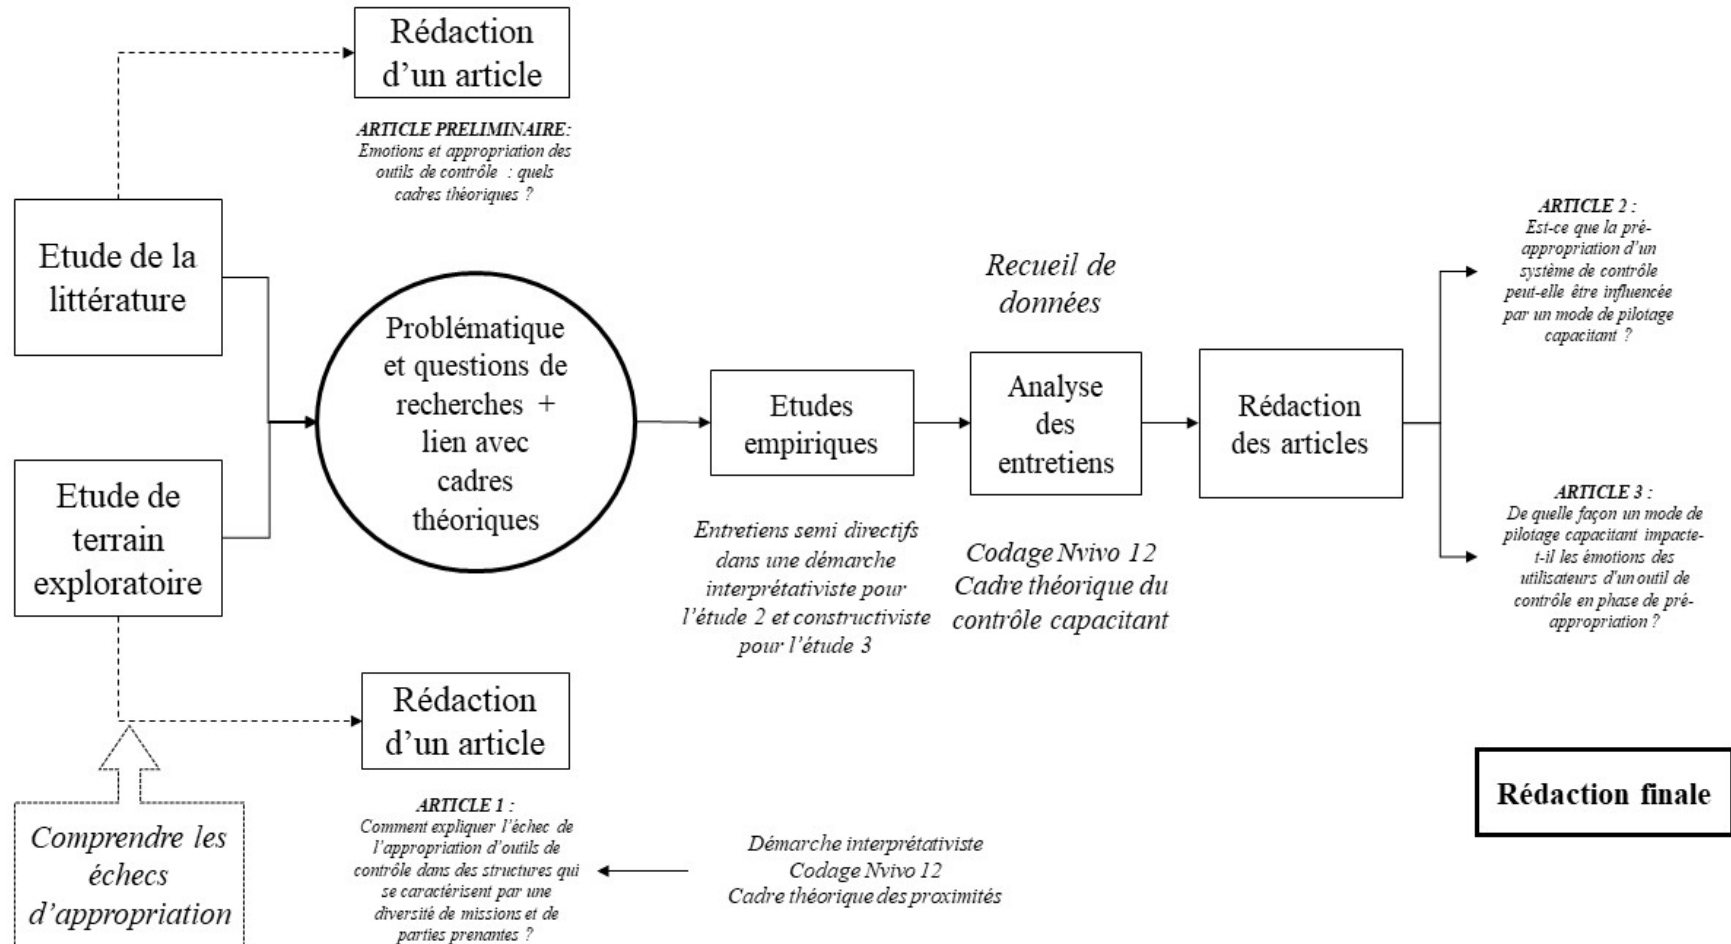 Rédaction
d'un article
ARTICLE PRELIMINAIRE:
Emotions et appropriation des
outils de contrôle : quels
cadres théoriques ?
Etude de la
littérature
Etude de
terrain
exploratoire
Problématique
et questions de
recherches +
lien avec
cadres
théoriques
Etudes
empiriques
Entretiens semi directifs
dans une démarche
interprétativiste pour
l'étude 2 et constructiviste
pour l'étude 3
Recueil de
données
Analyse
des
entretiens
Codage Nvivo 12
Cadre théorique du
contrôle capacitant
Rédaction
des articles
ARTICLE 2 :
Est-ce que la pré-
appropriation d'un
système de contrôle
peut-elle être influencée
par un mode de pilotage
capacitant ?
ARTICLE 3 :
De quelle façon un mode de
pilotage capacitant impacte-
t-il les émotions des
utilisateurs d'un outil de
contrôle en phase de pré-
appropriation ?
Rédaction
d'un article
ARTICLE 1 :
Comment expliquer l'échec de
l'appropriation d'outils de
contrôle dans des structures qui
se caractérisent par une
diversité de missions et de
parties prenantes ?
Comprendre les
échecs
d'appropriation
Démarche interprétativiste
Codage Nvivo 12
Cadre théorique des proximités
Rédaction finale